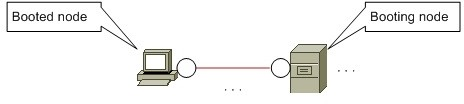 Booted node
Booting node
. . .
. . .